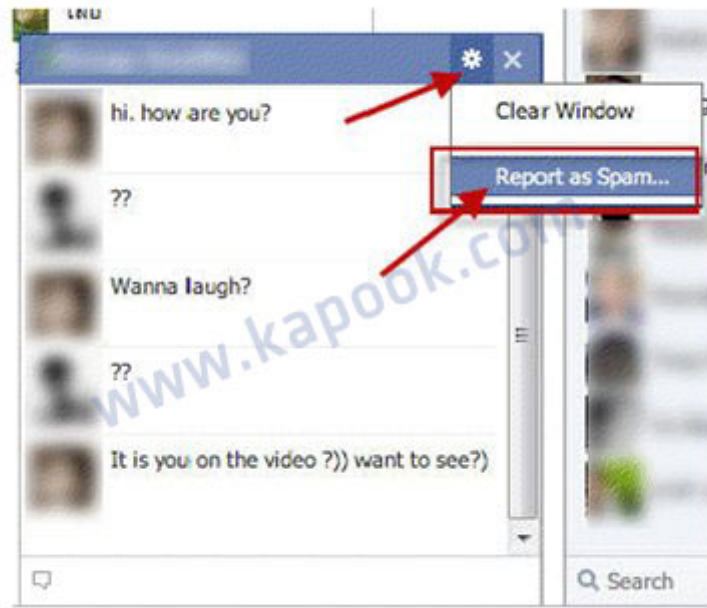 hi. how are you?
Clear Window
Report as Spam...
??
Wanna laugh?
??
It is you on the video ?)) want to see?)
www.kapook.com
Search